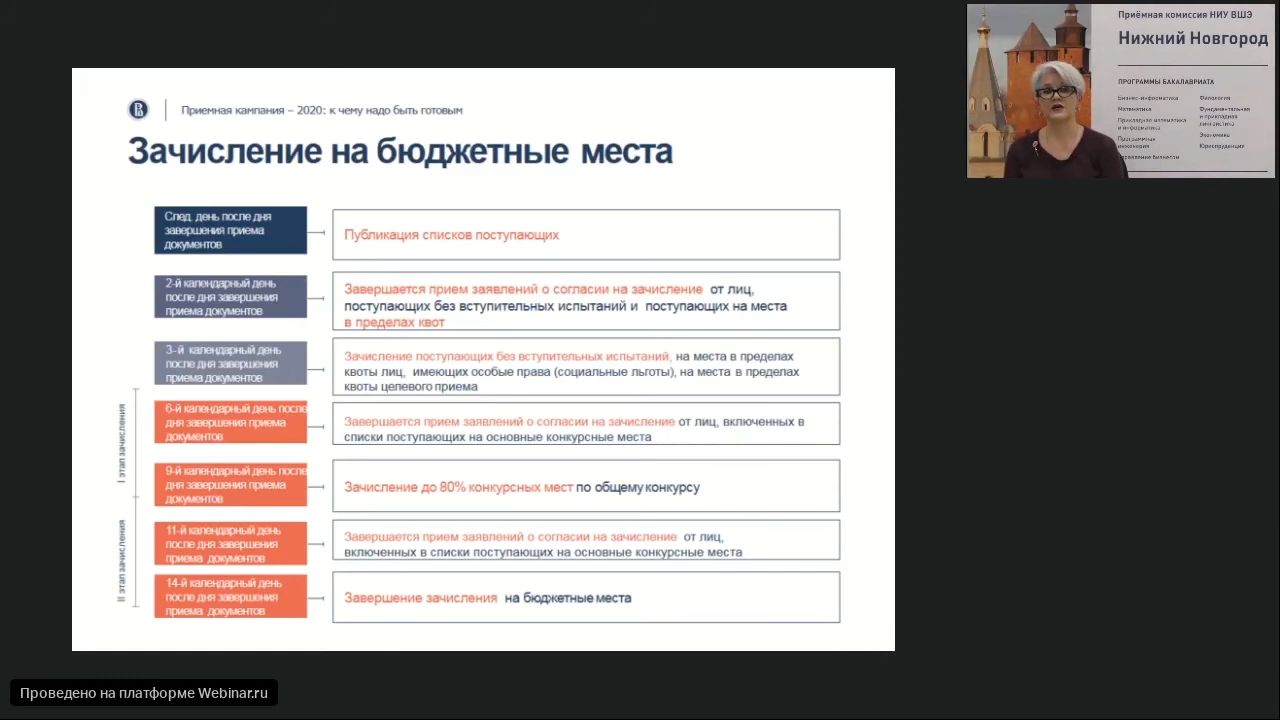 Приемная кампания – 2020: к чему надо быть готовым
Зачисление на бюджетные места
След. день после дня
завершения приема
документов
Публикация списков поступающих
2-й календарный день
после дня завершения
приема документов
Завершается прием заявлений о согласии на зачисление от лиц,
поступающих без вступительных испытаний и поступающих на места
в пределах квот
3-й календарный день
после дня завершения
приема документов
Зачисление поступающих без вступительных испытаний, на места в пределах
квоты лиц, имеющих особые права (социальные льготы), на места в пределах
квоты целевого приема
I этап зачисления
6-й календарный день после
дня завершения приема
документов
Завершается прием заявлений о согласии на зачисление от лиц, включенных в
списки поступающих на основные конкурсные места
9-й календарный день после
дня завершения приема
документов
Зачисление до 80% конкурсных мест по общему конкурсу
II этап зачисления
11-й календарный день
после дня завершения
приема документов
Завершается прием заявлений о согласии на зачисление от лиц,
включенных в списки поступающих на основные конкурсные места
14-й календарный день
после дня завершения
приема документов
Завершение зачисления на бюджетные места
Приёмная комиссия НИУ ВШЭ
Нижний Новгород
ПРОГРАММЫ БАКАЛАВРИАТА
Бизнес-информатика
Математика
Прикладная математика
и информатика
Программная
инженерия
Филология
Фундаментальная
и прикладная
лингвистика
Экономика
Юриспруденция
Проведено на платформе Webinar.ru